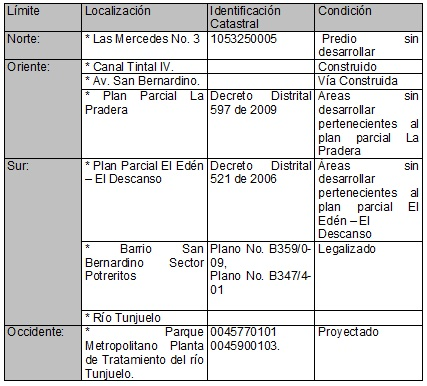 Límite Localización Identificación Catastral Condición
Norte: * Las Mercedes No. 3 1053250005 Predio sin
desarrollar
Oriente: * Canal Tintal IV. Construido
* Av. San Bernardino. Vía Construida
* Plan Parcial La
Pradera
Decreto Distrital
597 de 2009
Áreas sin
desarrollar
pertenecientes al
plan parcial La
Pradera
Sur: * Plan Parcial El Edén
– El Descanso
Decreto Distrital
521 de 2006
Áreas sin
desarrollar
pertenecientes al
plan parcial El
Edén – El
Descanso
* Barrio San
Bernardino Sector
Potreritos
Plano No. B359/0-
09,
Plano No. B347/4-
01
Legalizado
* Río Tunjuelo
Occidente: * Parque
Metropolitano Planta
de Tratamiento del río
Tunjuelo.
0045770101
0045900103.
Proyectado